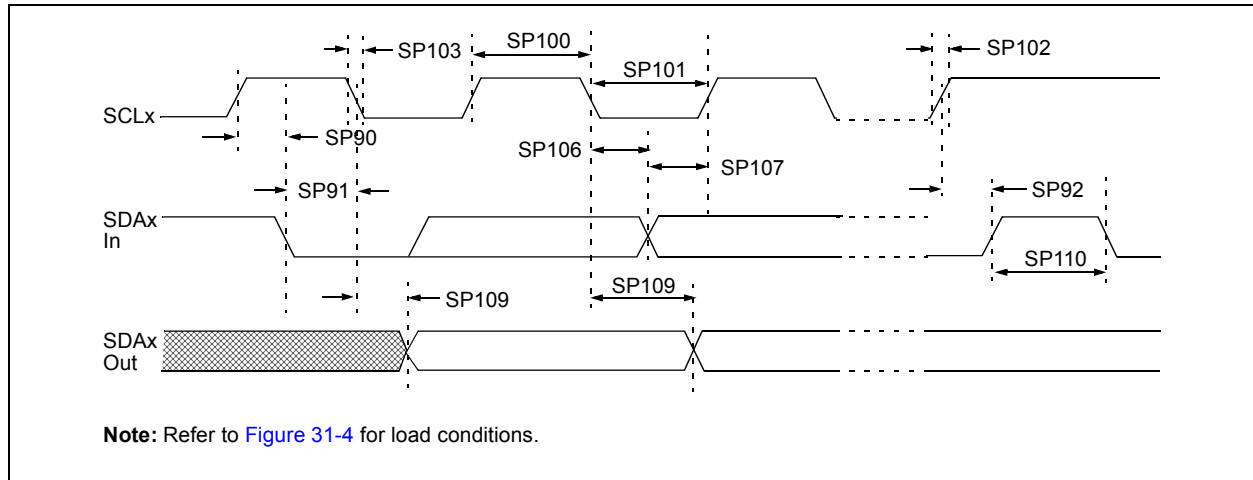 SP103
SP100
SP102
SP101
SCLx
SP90
SP106
SP107
SP91
SP92
SDAx
In
SP110
SP109
SP109
SDAx
Out
Note: Refer to Figure 31-4 for load conditions.